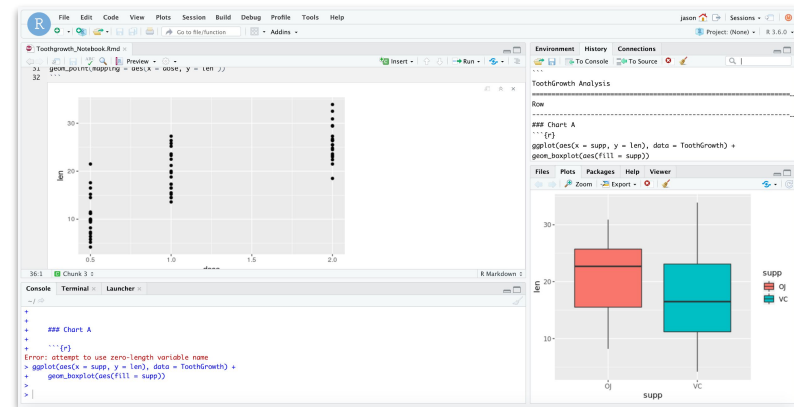 R
File Edit Code View Plots Session Build Debug Profile Tools Help
jason Sessions
Go to file/function Addins
Project: (None) R 3.6.0
Toothgrowth_Notebook.Rmd
Preview Insert Run
31 geom_point(mapping = aes(x = dose, y = len ))
32 ```
30
20
10
len
0.5 1.0 1.5 2.0
dose
36:1 Chunk 3 R Markdown
Console Terminal Launcher
~/
+
+
+ ### Chart A
+
+ ```{r}
Error: attempt to use zero-length variable name
> ggplot(aes(x = supp, y = len), data = ToothGrowth) +
+ geom_boxplot(aes(fill = supp))
>
>
Environment History Connections
To Console To Source
```
ToothGrowth Analysis
Row
### Chart A
```{r}
ggplot(aes(x = supp, y = len), data = ToothGrowth) +
geom_boxplot(aes(fill = supp))
Files Plots Packages Help Viewer
Zoom Export
30
20
10
len
OJ VC
supp
supp
OJ
VC